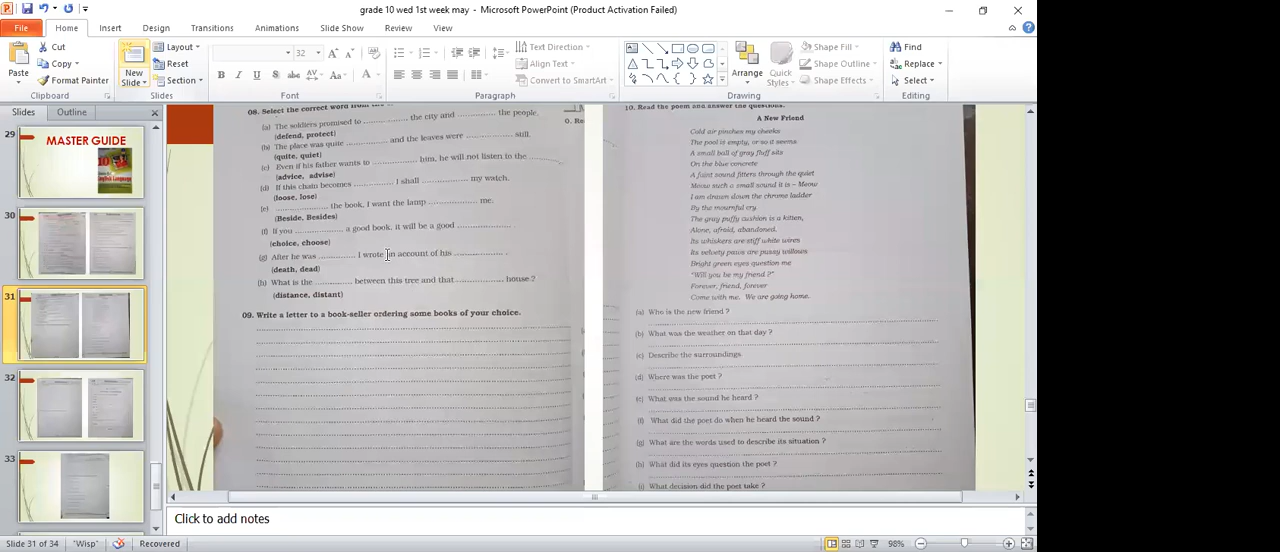 grade 10 wed 1st week may - Microsoft PowerPoint (Product Activation Failed)
File Home Insert Design Transitions Animations Slide Show Review View
Cut
Copy
Format Painter
Paste
Clipboard
New
Slide
Layout
Reset
Section
Slides
32
Font
Paragraph
Text Direction
Align Text
Convert to SmartArt
Arrange
Quick
Styles
Shape Fill
Shape Outline
Shape Effects
Drawing
Find
Replace
Select
Editing
Slides Outline
29
MASTER GUIDE
10
English Language
30
31
32
33
08. Select the correct word from
(a) The soldiers promised to .............. the city and ............ the people.
(defend, protect)
(b) The place was quite .............. and the leaves were .............. still.
(quite, quiet)
(c) Even if his father wants to .............. him, he will not listen to the ............
(advice, advise)
(d) If this chain becomes .............. I shall .............. my watch.
(loose, lose)
(e) .............. the book, I want the lamp .............. me.
(Beside, Besides)
(f) If you .............. a good book, it will be a good ..............
(choice, choose)
(g) After he was .............. I wrote in account of his ..............
(death, dead)
(h) What is the .............. between this tree and that .............. house ?
(distance, distant)
09. Write a letter to a book-seller ordering some books of your choice.
0. Re
10. Read the poem and answer the questions.
A New Friend
Cold air pinches my cheeks
The pool is empty, or so it seems
A small ball of gray fluff sits
On the blue concrete
A faint sound flitters through the quiet
Meow such a small sound it is – Meow
I am drawn down the chrome ladder
By the mournful cry.
The gray puffy cushion is a kitten,
Alone, afraid, abandoned.
Its whiskers are stiff white wires
Its velvety paws are pussy willows
Bright green eyes question me
"Will you be my friend ?"
Forever, friend, forever
Come with me. We are going home.
(a) Who is the new friend ?
(b) What was the weather on that day ?
(c) Describe the surroundings
(d) Where was the poet ?
(e) What was the sound he heard ?
(f) What did the poet do when he heard the sound ?
(g) What are the words used to describe its situation ?
(h) What did its eyes question the poet ?
(i) What decision did the poet take ?
Click to add notes
Slide 31 of 34 "Wisp" Recovered 98%